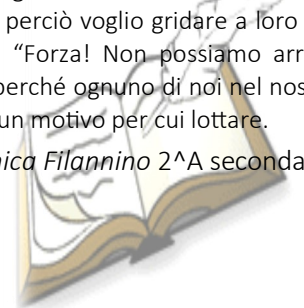 perciò voglio gridare a loro
“Forza! Non possiamo arr
perché ognuno di noi nel nos
un motivo per cui lottare.
ica Filannino 2^A seconda